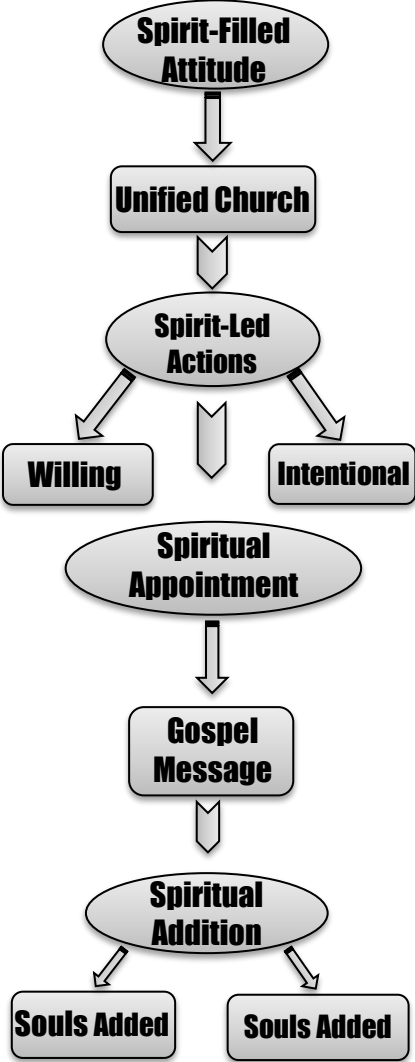 Spirit-Filled
Attitude
Unified Church
Spirit-Led
Actions
Willing
Intentional
Spiritual
Appointment
Gospel
Message
Spiritual
Addition
Souls Added
Souls Added